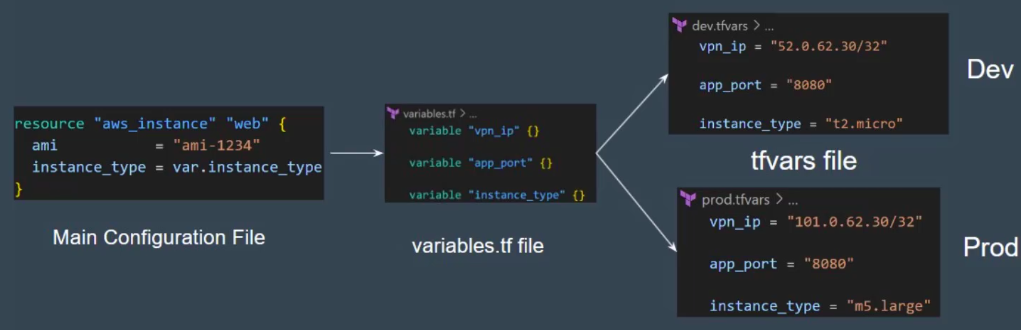 resource "aws_instance" "web" {
ami = "ami-1234"
instance_type = var.instance_type
}
Main Configuration File
variables.tf > ...
variable "vpn_ip" {}
variable "app_port" {}
variable "instance_type" {}
variables.tf file
dev.tfvars > ...
vpn_ip = "52.0.62.30/32"
app_port = "8080"
instance_type = "t2.micro"
Dev
tfvars file
prod.tfvars > ...
vpn_ip = "101.0.62.30/32"
app_port = "8080"
instance_type = "m5.large"
Prod